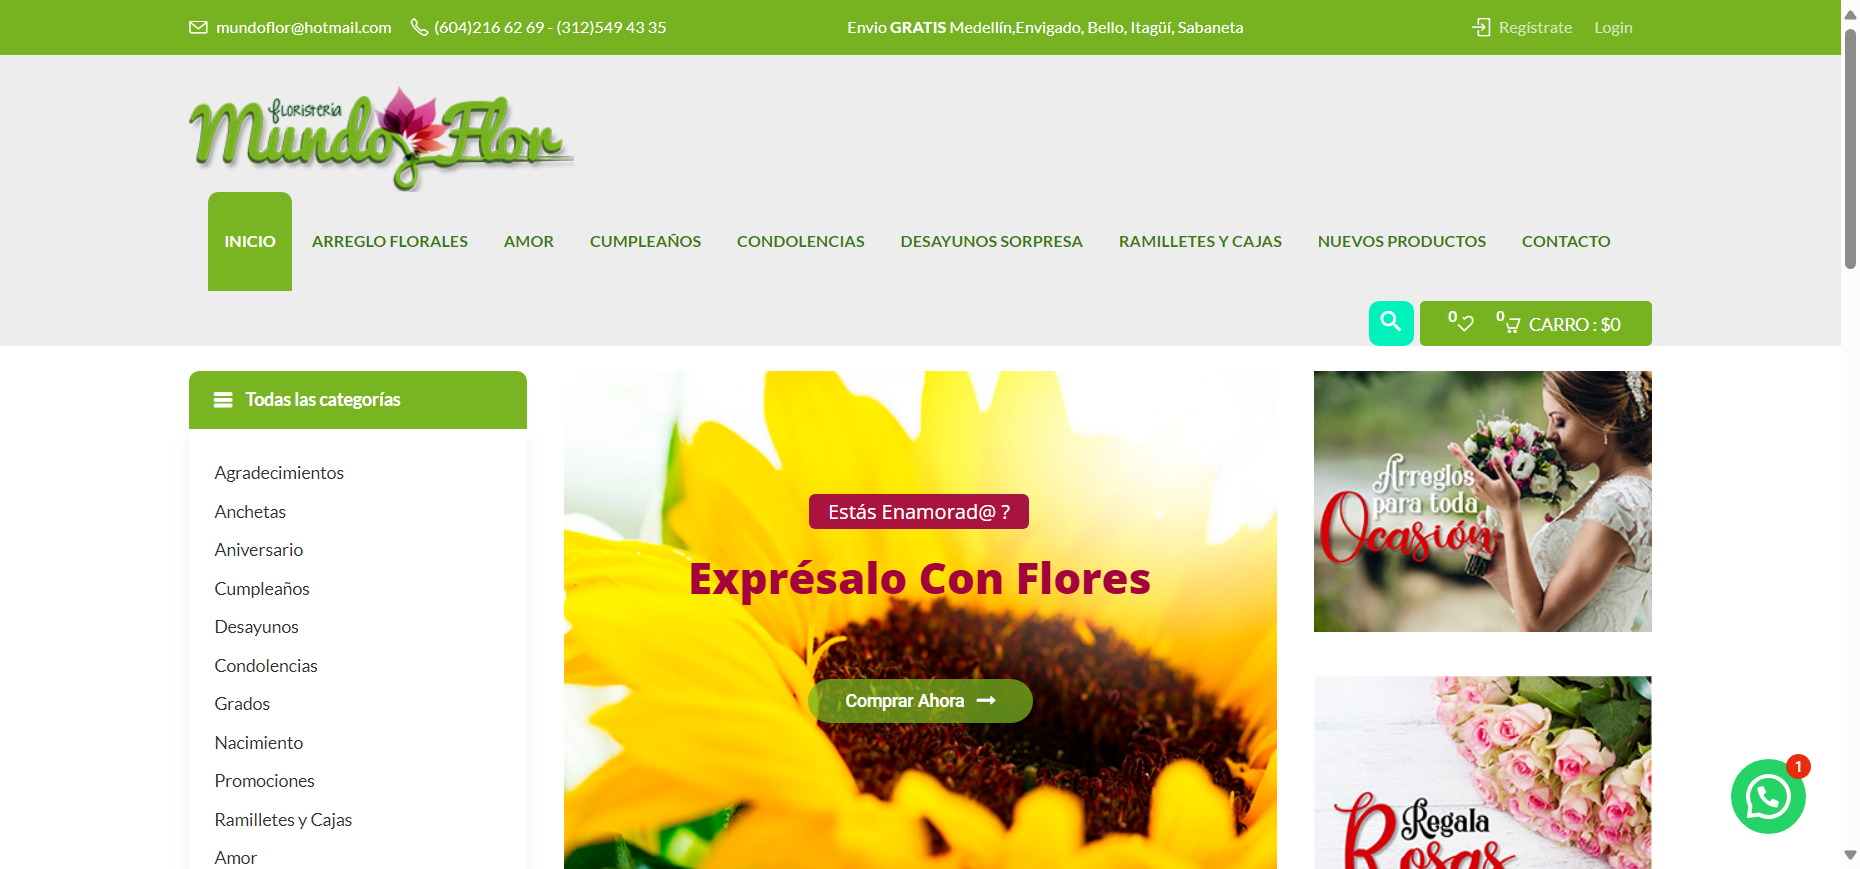 mundoflor@hotmail.com (604)216 62 69 - (312)549 43 35 Envio GRATIS Medellín,Envigado, Bello, Itagüí, Sabaneta Regístrate Login
Floristeria
Mundo Flor
INICIO ARREGLO FLORALES AMOR CUMPLEAÑOS CONDOLENCIAS DESAYUNOS SORPRESA RAMILLETES Y CAJAS NUEVOS PRODUCTOS CONTACTO
0 0 CARRO : $0
Todas las categorías
Agradecimientos
Anchetas
Aniversario
Cumpleaños
Desayunos
Condolencias
Grados
Nacimiento
Promociones
Ramilletes y Cajas
Amor
Estás Enamorad@ ?
Exprésalo Con Flores
Comprar Ahora
Arreglos
para toda
Ocasión
Regala
Rosas
1